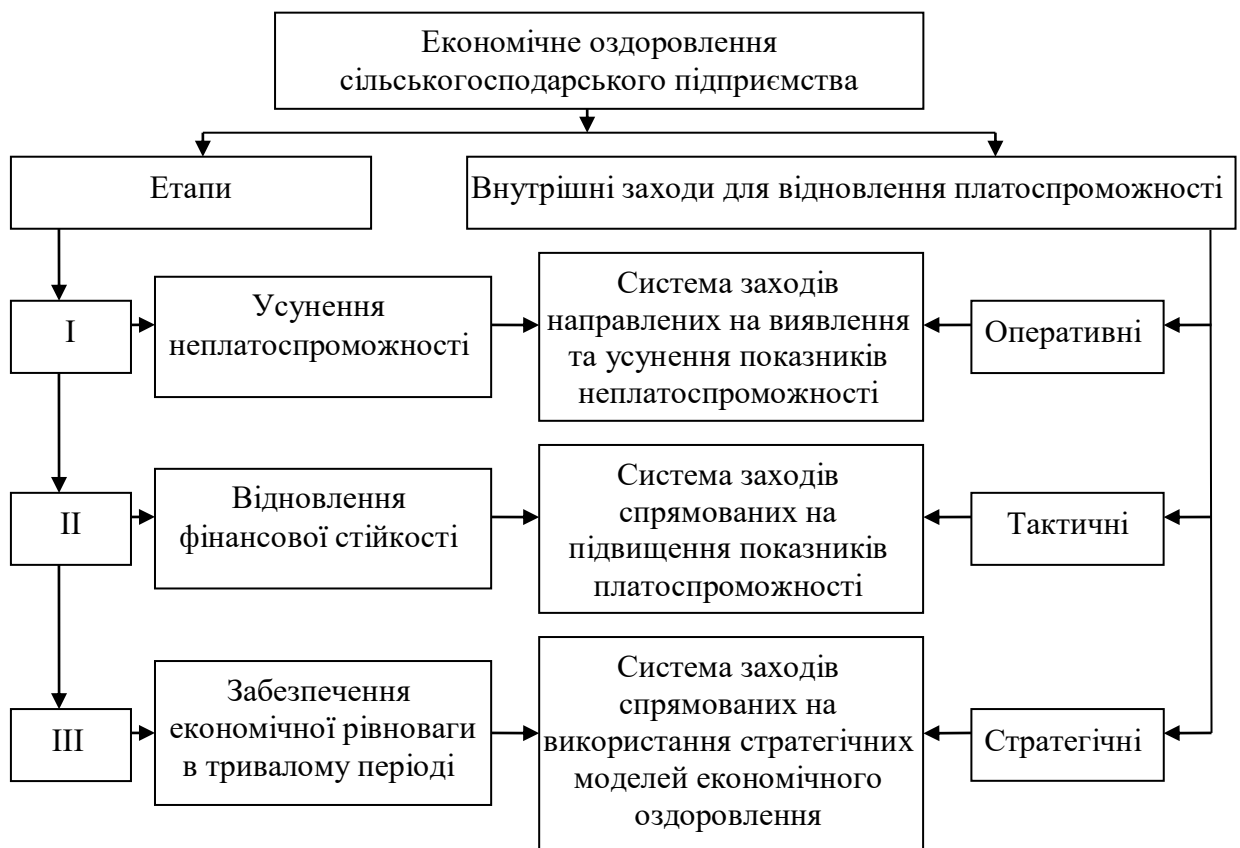 Економічне оздоровлення
сільськогосподарського підприємства
Етапи
Внутрішні заходи для відновлення платоспроможності
І
Усунення
неплатоспроможності
Система заходів
направлених на виявлення
та усунення показників
неплатоспроможності
Оперативні
ІІ
Відновлення
фінансової стійкості
Система заходів
спрямованих на
підвищення показників
платоспроможності
Тактичні
ІІІ
Забезпечення
економічної рівноваги
в тривалому періоді
Система заходів
спрямованих на
використання стратегічних
моделей економічного
оздоровлення
Стратегічні